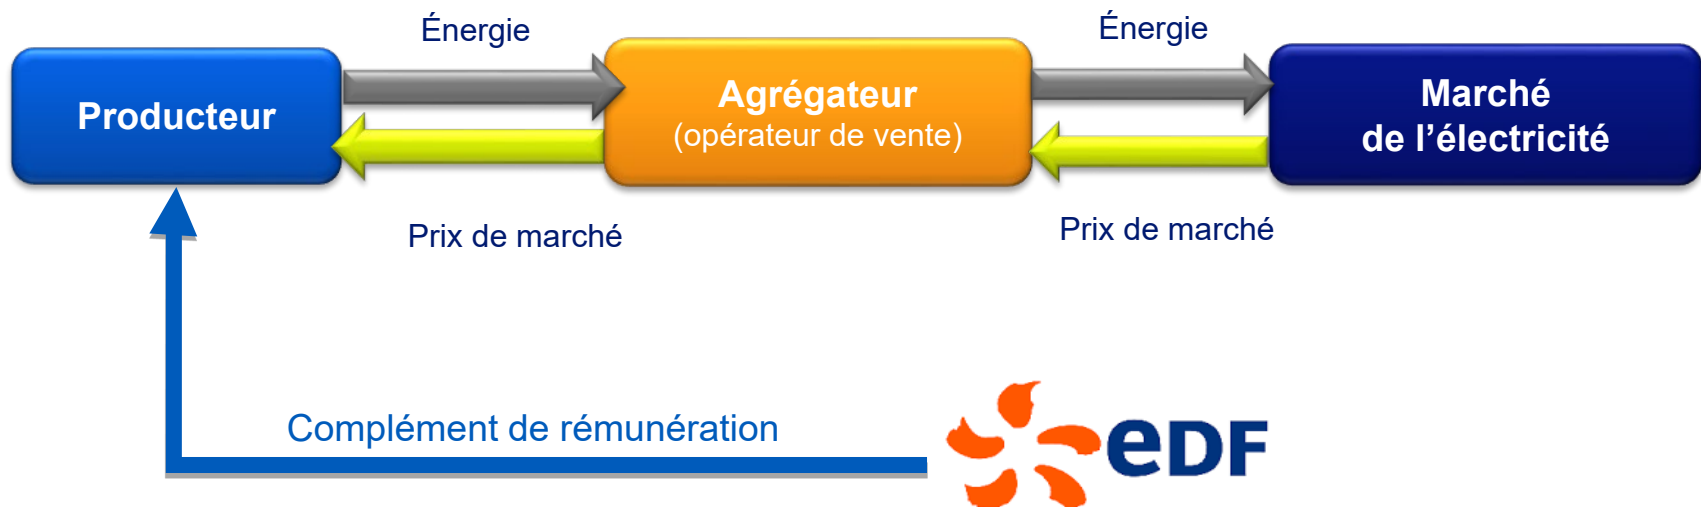 Énergie
Énergie
Producteur
Agrégateur
(opérateur de vente)
Marché
de l’électricité
Prix de marché
Prix de marché
Complément de rémunération
eDF